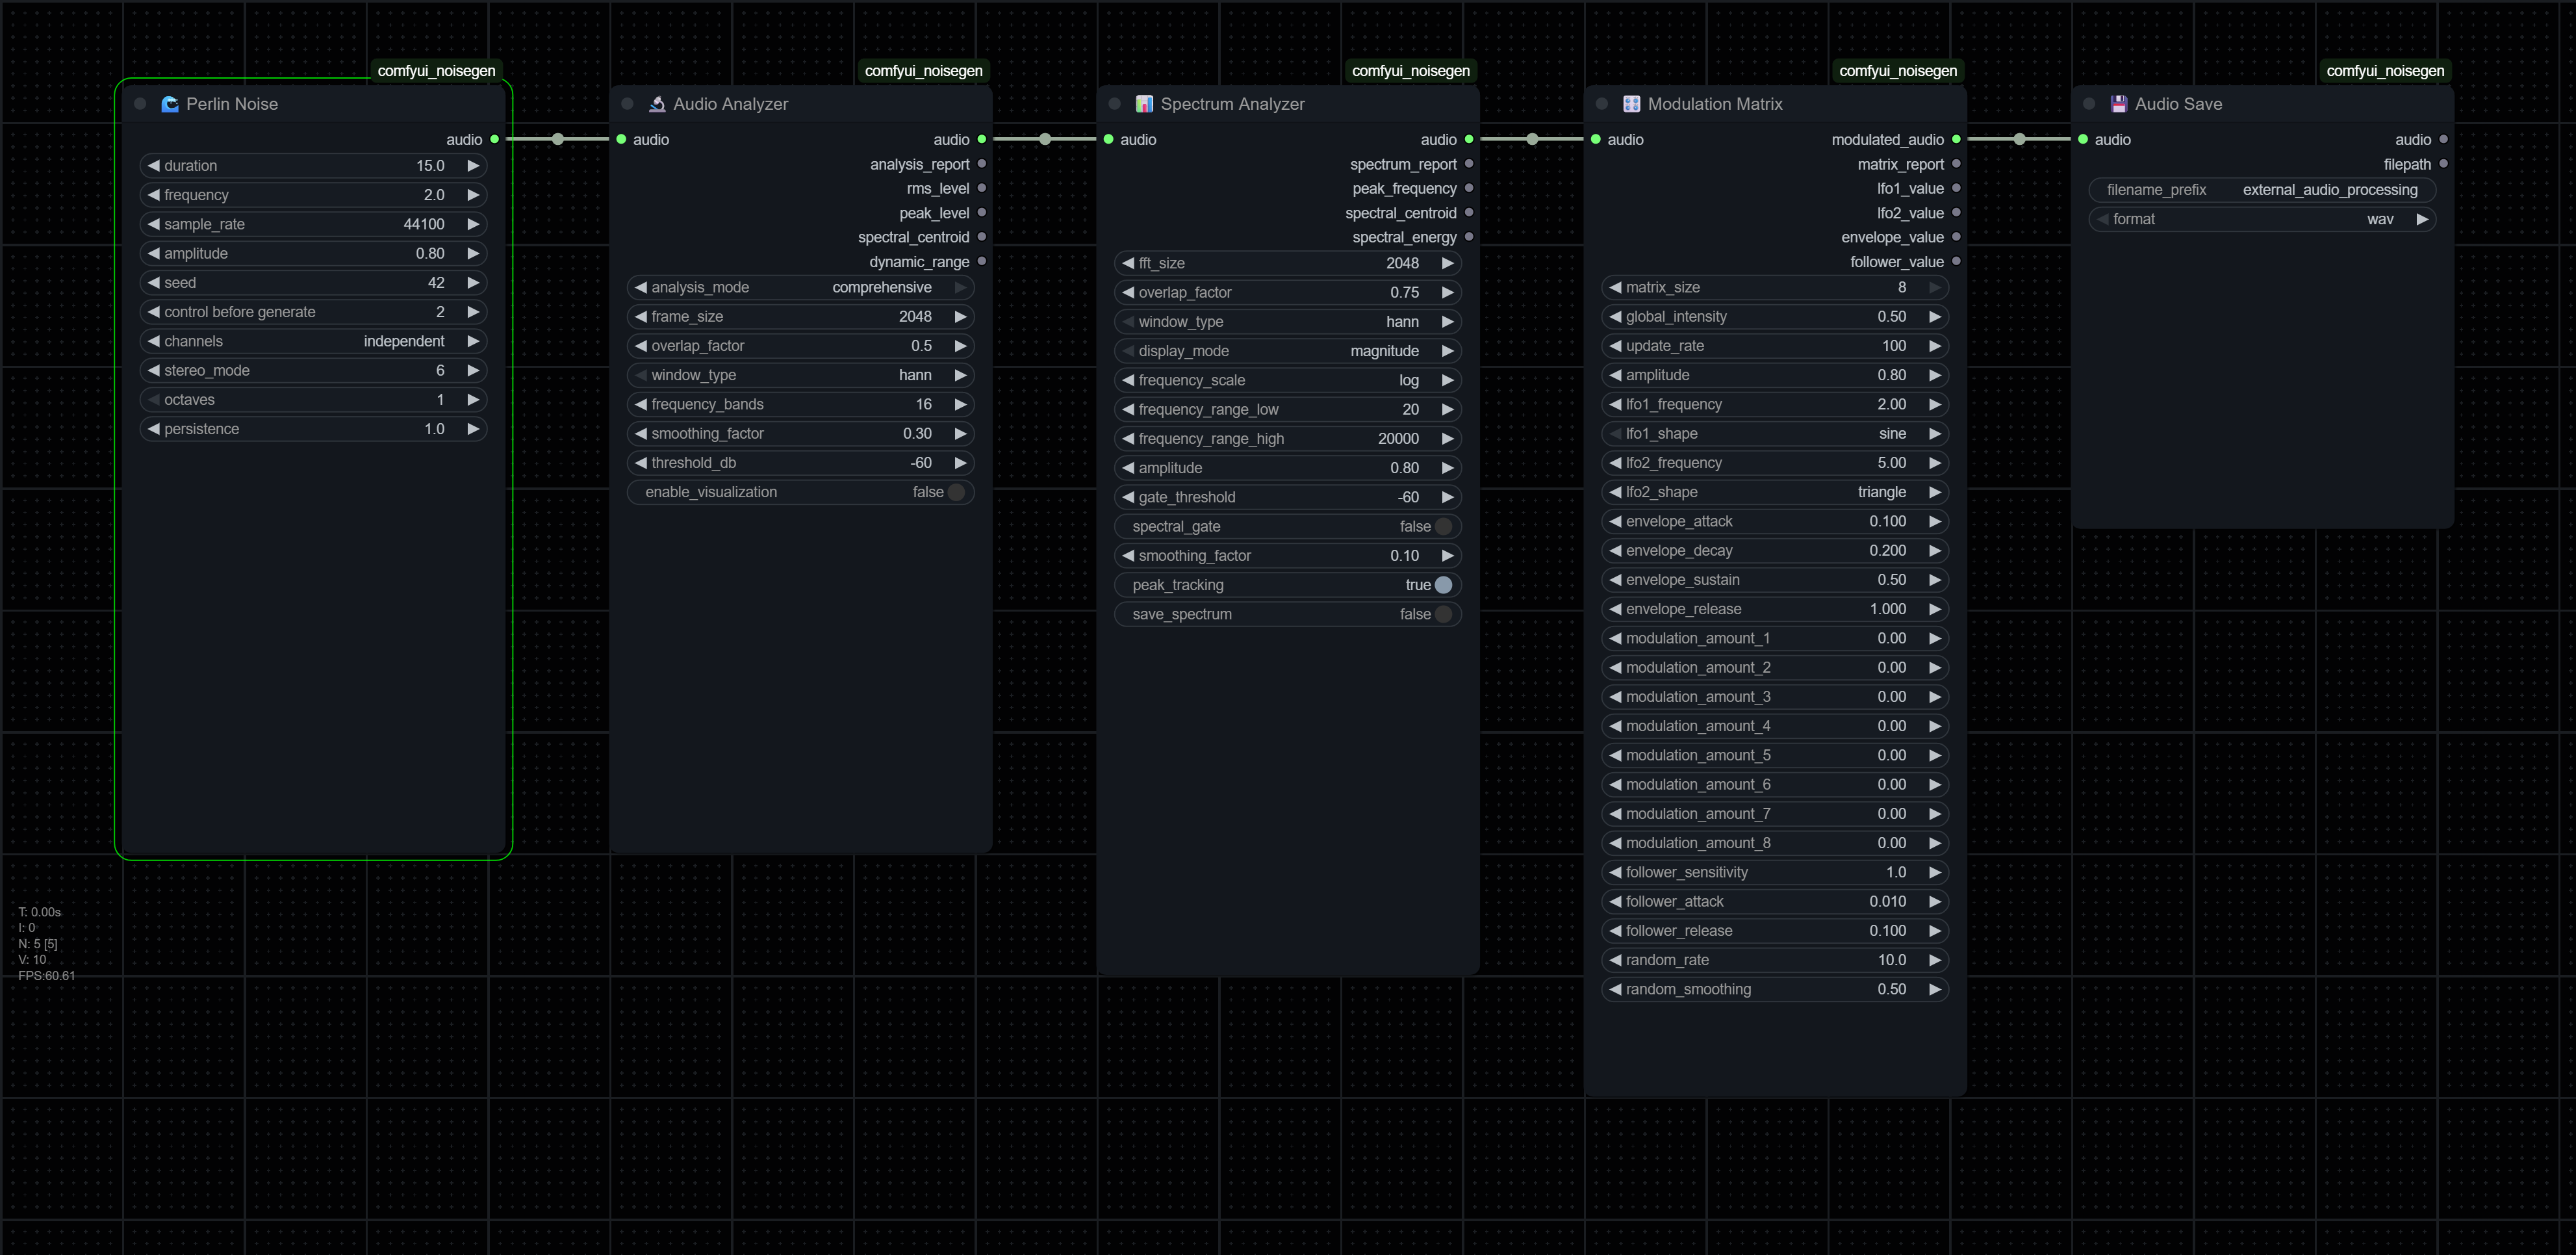 comfyui_noisegen
Perlin Noise
audio
duration 15.0
frequency 2.0
sample_rate 44100
amplitude 0.80
seed 42
control before generate 2
channels independent
stereo_mode 6
octaves 1
persistence 1.0
comfyui_noisegen
Audio Analyzer
audio audio
analysis_report
rms_level
peak_level
spectral_centroid
dynamic_range
analysis_mode comprehensive
frame_size 2048
overlap_factor 0.5
window_type hann
frequency_bands 16
smoothing_factor 0.30
threshold_db -60
enable_visualization false
comfyui_noisegen
Spectrum Analyzer
audio audio
spectrum_report
peak_frequency
spectral_centroid
spectral_energy
fft_size 2048
overlap_factor 0.75
window_type hann
display_mode magnitude
frequency_scale log
frequency_range_low 20
frequency_range_high 20000
amplitude 0.80
gate_threshold -60
spectral_gate false
smoothing_factor 0.10
peak_tracking true
save_spectrum false
comfyui_noisegen
Modulation Matrix
audio modulated_audio
matrix_report
lfo1_value
lfo2_value
envelope_value
follower_value
matrix_size 8
global_intensity 0.50
update_rate 100
amplitude 0.80
lfo1_frequency 2.00
lfo1_shape sine
lfo2_frequency 5.00
lfo2_shape triangle
envelope_attack 0.100
envelope_decay 0.200
envelope_sustain 0.50
envelope_release 1.000
modulation_amount_1 0.00
modulation_amount_2 0.00
modulation_amount_3 0.00
modulation_amount_4 0.00
modulation_amount_5 0.00
modulation_amount_6 0.00
modulation_amount_7 0.00
modulation_amount_8 0.00
follower_sensitivity 1.0
follower_attack 0.010
follower_release 0.100
random_rate 10.0
random_smoothing 0.50
comfyui_noisegen
Audio Save
audio audio
filepath
filename_prefix external_audio_processing
format wav
T: 0.00s
I: 0
N: 5 [5]
V: 10
FPS:60.61